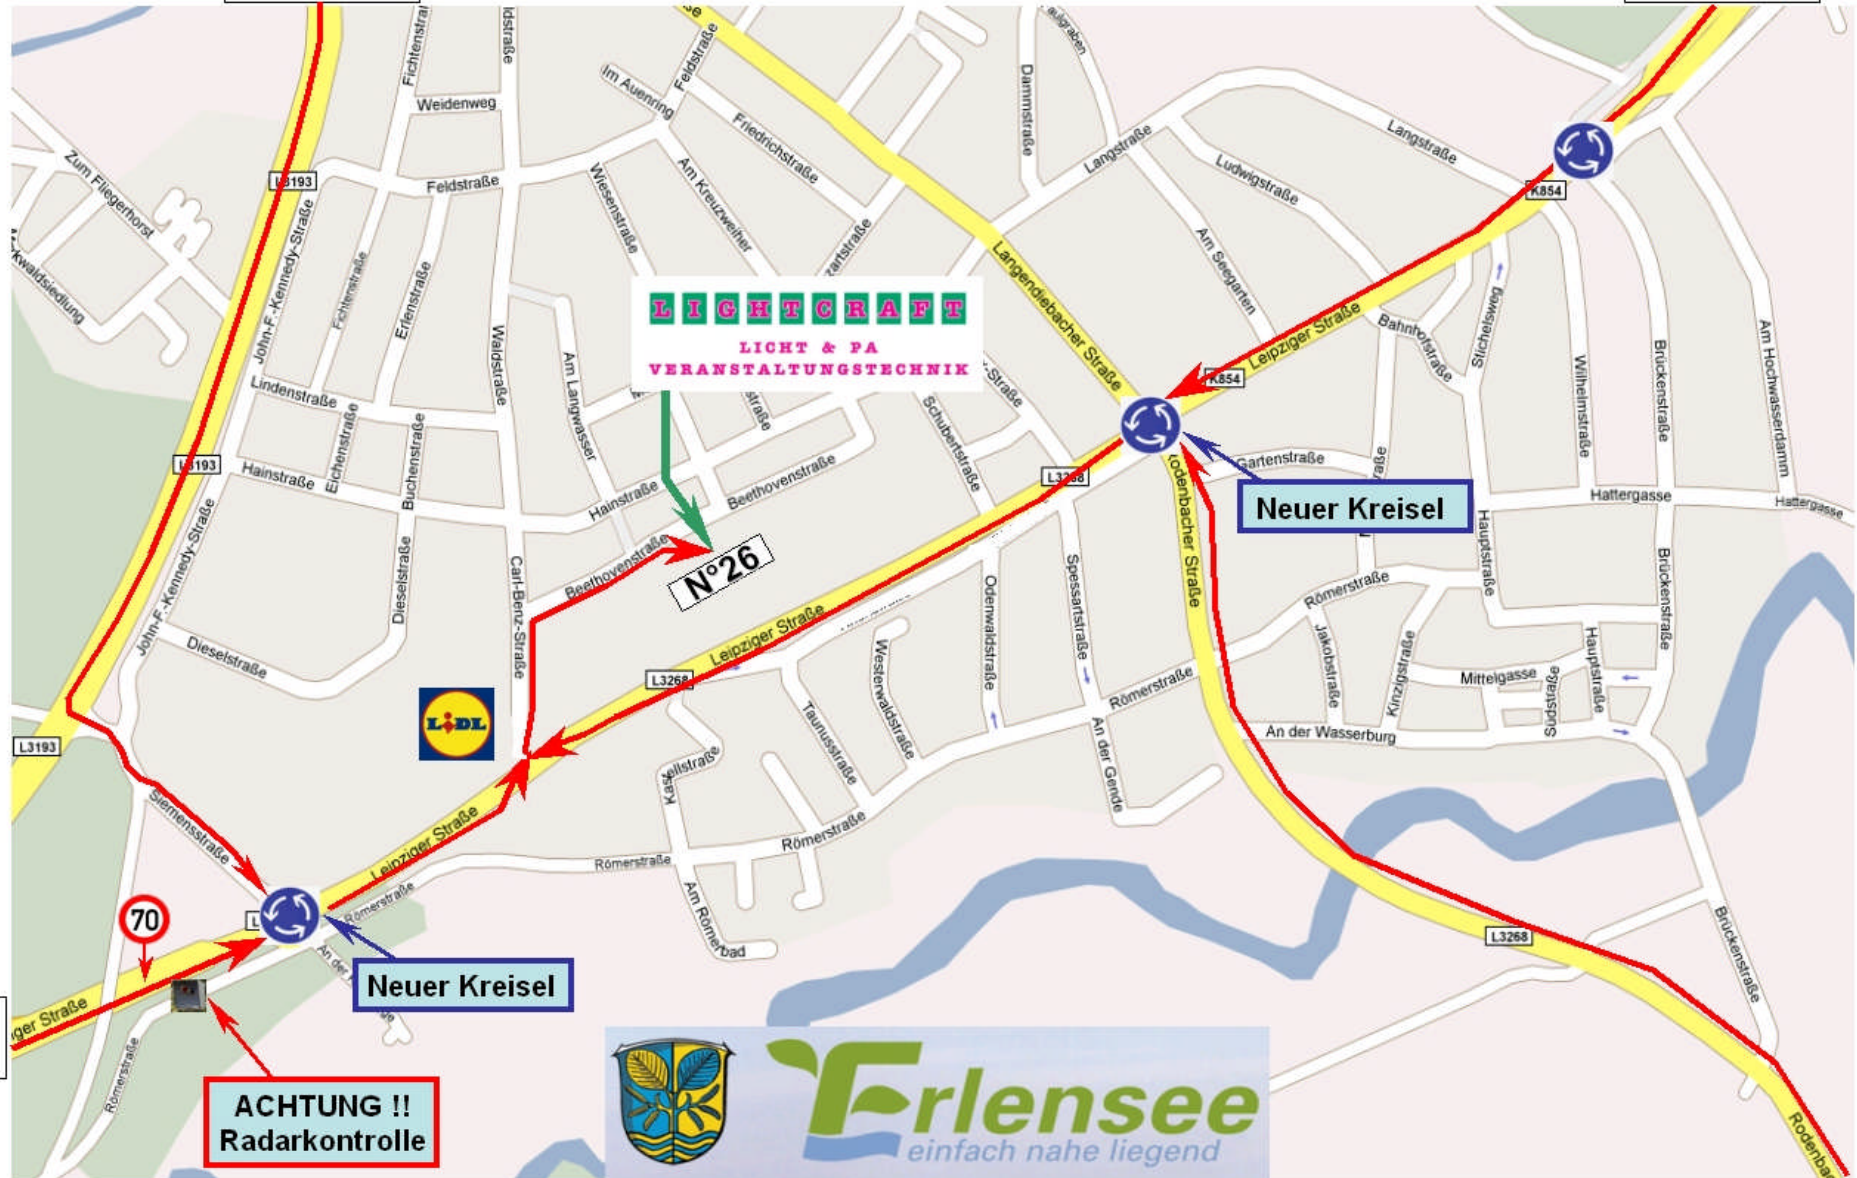 Fichtenstraße
Feldstraße
Weidenweg
Im Auenring
Friedrichstraße
Dammstraße
Langstraße
Langstraße
Ludwigstraße
K854
Zum Fliegerhorst
L3193
Feldstraße
Wiesenstraße
Am Kreuzweiher
John-F.-Kennedy-Straße
Fichtenstraße
Erlenstraße
Waldstraße
Am Langwasser
LIGHTCRAFT
LICHT & PA
VERANSTALTUNGSTECHNIK
Langendiebacher Straße
Am Seegarten
Leipziger Straße
K854
Bahnhofstraße
Stichelsweg
Wilhelmstraße
Brückenstraße
Am Hochwasserdamm
Lindenstraße
Eichenstraße
Buchenstraße
L3193
Hainstraße
Hainstraße
Beethovenstraße
Schubertstraße
L3268
Gartenstraße
Neuer Kreisel
Hattergasse
Hattergasse
John-F.-Kennedy-Straße
Dieselstraße
Dieselstraße
Carl-Benz-Straße
Beethovenstraße
N°26
Leipziger Straße
L3268
Odenwaldstraße
Spessartstraße
Rodenbacher Straße
Römerstraße
Hauptstraße
Brückenstraße
Jakobstraße
Kinzigstraße
Mittelgasse
Hauptstraße
An der Wasserburg
Westerwaldstraße
Taunusstraße
Römerstraße
An der Gende
L3193
LIDL
Siemensstraße
Leipziger Straße
Römerstraße
Römerstraße
Römerstraße
Am Römerbad
70
Neuer Kreisel
L3268
Brückenstraße
Römerstraße
ACHTUNG !!
Radarkontrolle
Erlensee
einfach nahe liegend